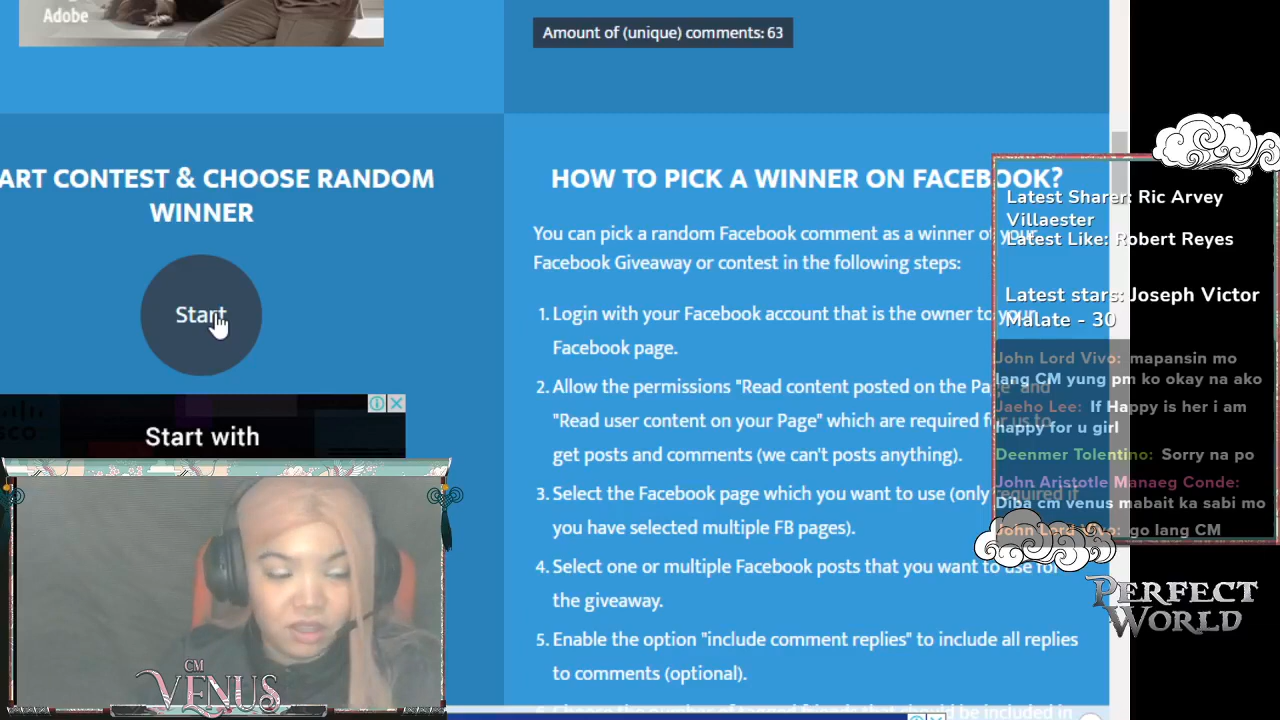 Adobe
Amount of (unique) comments: 63
ART CONTEST & CHOOSE RANDOM
WINNER
Start
Start with
HOW TO PICK A WINNER ON FACEBOOK?
You can pick a random Facebook comment as a winner of your
Facebook Giveaway or contest in the following steps:
1. Login with your Facebook account that is the owner to your
Facebook page.
2. Allow the permissions "Read content posted on the Page" and
"Read user content on your Page" which are required for us to
get posts and comments (we can't posts anything).
3. Select the Facebook page which you want to use (only required if
you have selected multiple FB pages).
4. Select one or multiple Facebook posts that you want to use for
the giveaway.
5. Enable the option "include comment replies" to include all replies
to comments (optional).
Latest Sharer: Ric Arvey
Villaester
Latest Like: Robert Reyes
Latest stars: Joseph Victor
Malate - 30
John Lord Vivo: mapansin mo
lang CM yung pm ko okay na ako
Jaeho Lee: If Happy is her i am
happy for u girl
Deenmer Tolentino: Sorry na po
John Aristotle Manaeg Conde:
Diba cm venus mabait ka sabi mo
John Lord Vivo: go lang CM
PERFECT
WORLD
CM
VENUS